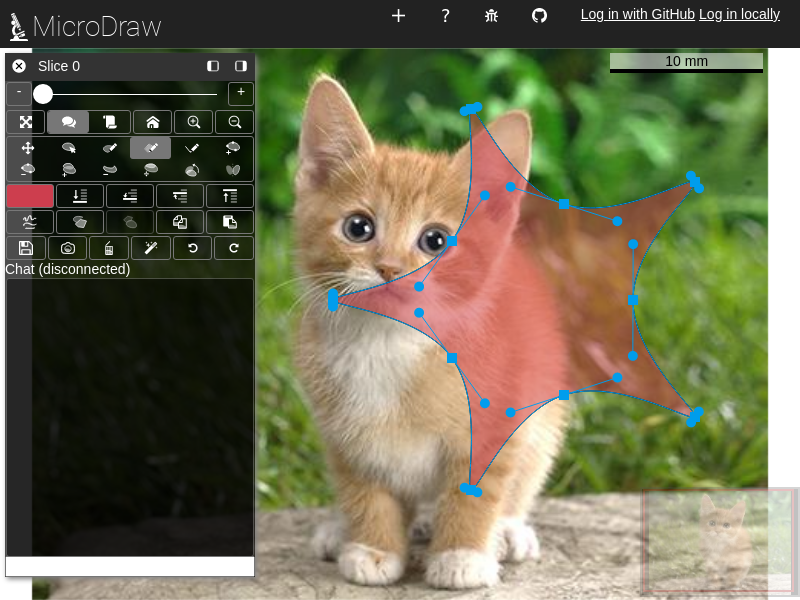 MicroDraw
+ ?
Log in with GitHub Log in locally
Slice 0
- +
10 mm
Chat (disconnected)